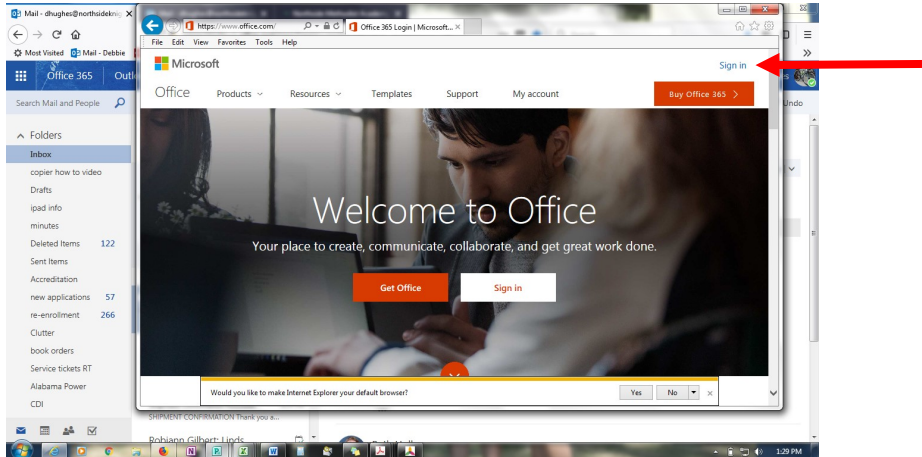 Mail - dhughes@northsidekni
https://www.office.com/
Office 365 Login | Microsoft...
File Edit View Favorites Tools Help
Most Visited Mail - Debbie
Microsoft
Sign in
Office 365 Outl
Office Products Resources Templates Support My account Buy Office 365
Search Mail and People
Undo
Folders
Inbox
copier how to video
Drafts
ipad info
minutes
Deleted Items 122
Sent Items
Accreditation
new applications 57
re-enrollment 266
Clutter
book orders
Service tickets RT
Alabama Power
CDI
Welcome to Office
Your place to create, communicate, collaborate, and get great work done.
Get Office Sign in
Would you like to make Internet Explorer your default browser? Yes No
SHIPMENT CONFIRMATION Thank you a...
Robiann Gilbert; Linds
1:29 PM